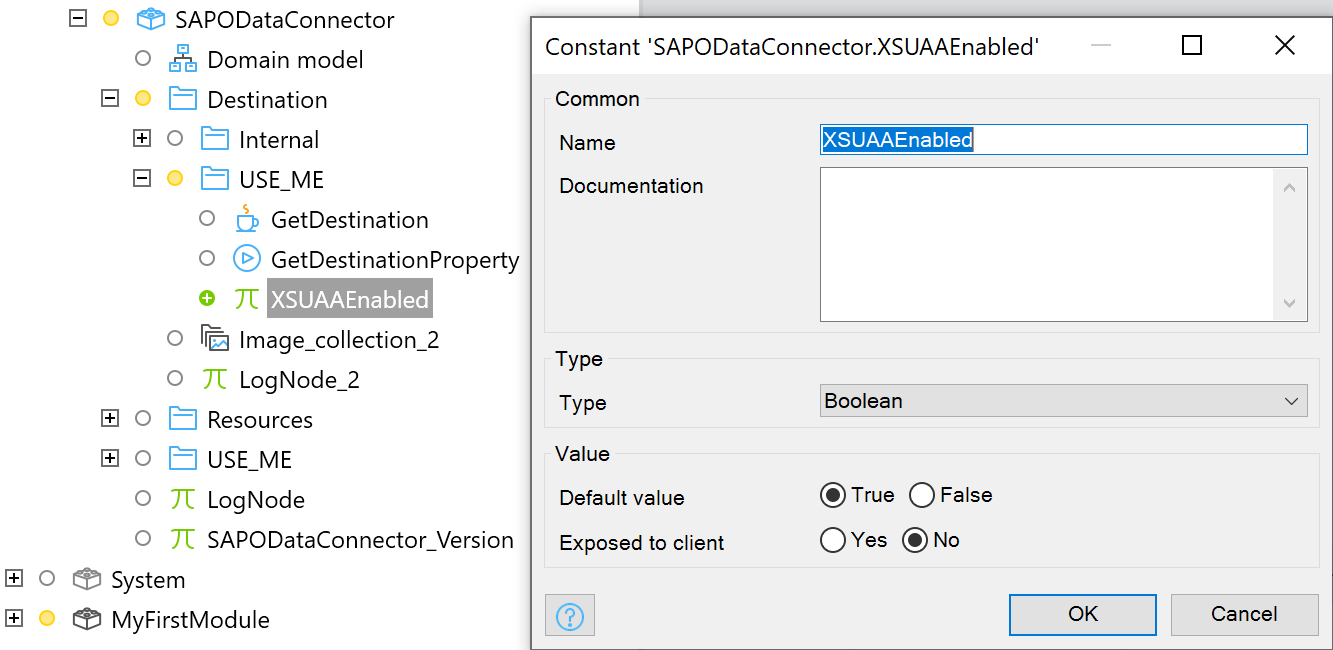 SAPODataConnector
Domain model
Destination
Internal
USE_ME
GetDestination
GetDestinationProperty
XSUAAEnabled
Image_collection_2
LogNode_2
Resources
USE_ME
LogNode
SAPODataConnector_Version
System
MyFirstModule
Constant 'SAPODataConnector.XSUAAEnabled'
Common
Name XSUAAEnabled
Documentation
Type
Type Boolean
Value
Default value True False
Exposed to client Yes No
? OK Cancel